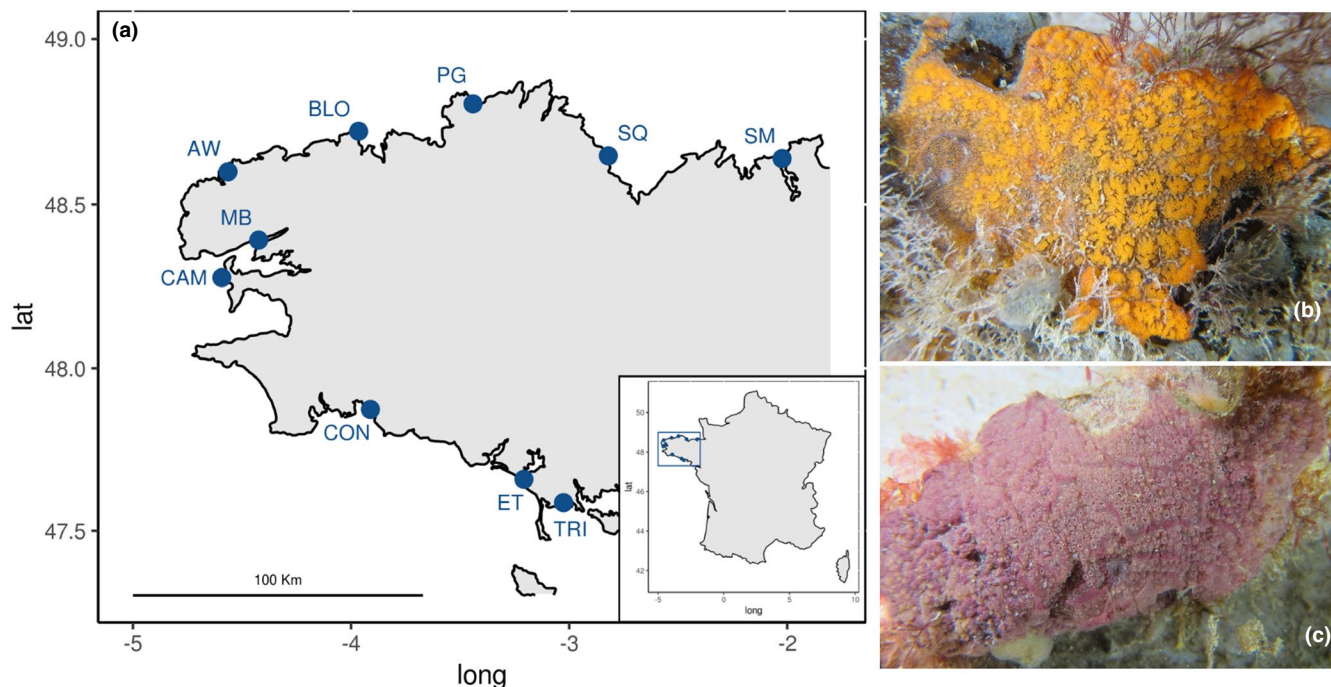 (a)
49.0
48.5
48.0
47.5
lat
-5
-4
-3
-2
long
PG
BLO
SQ
SM
AW
MB
CAM
CON
ET
TRI
100 Km
50
48
46
44
42
lat
-5
0
5
10
long
(b)
(c)